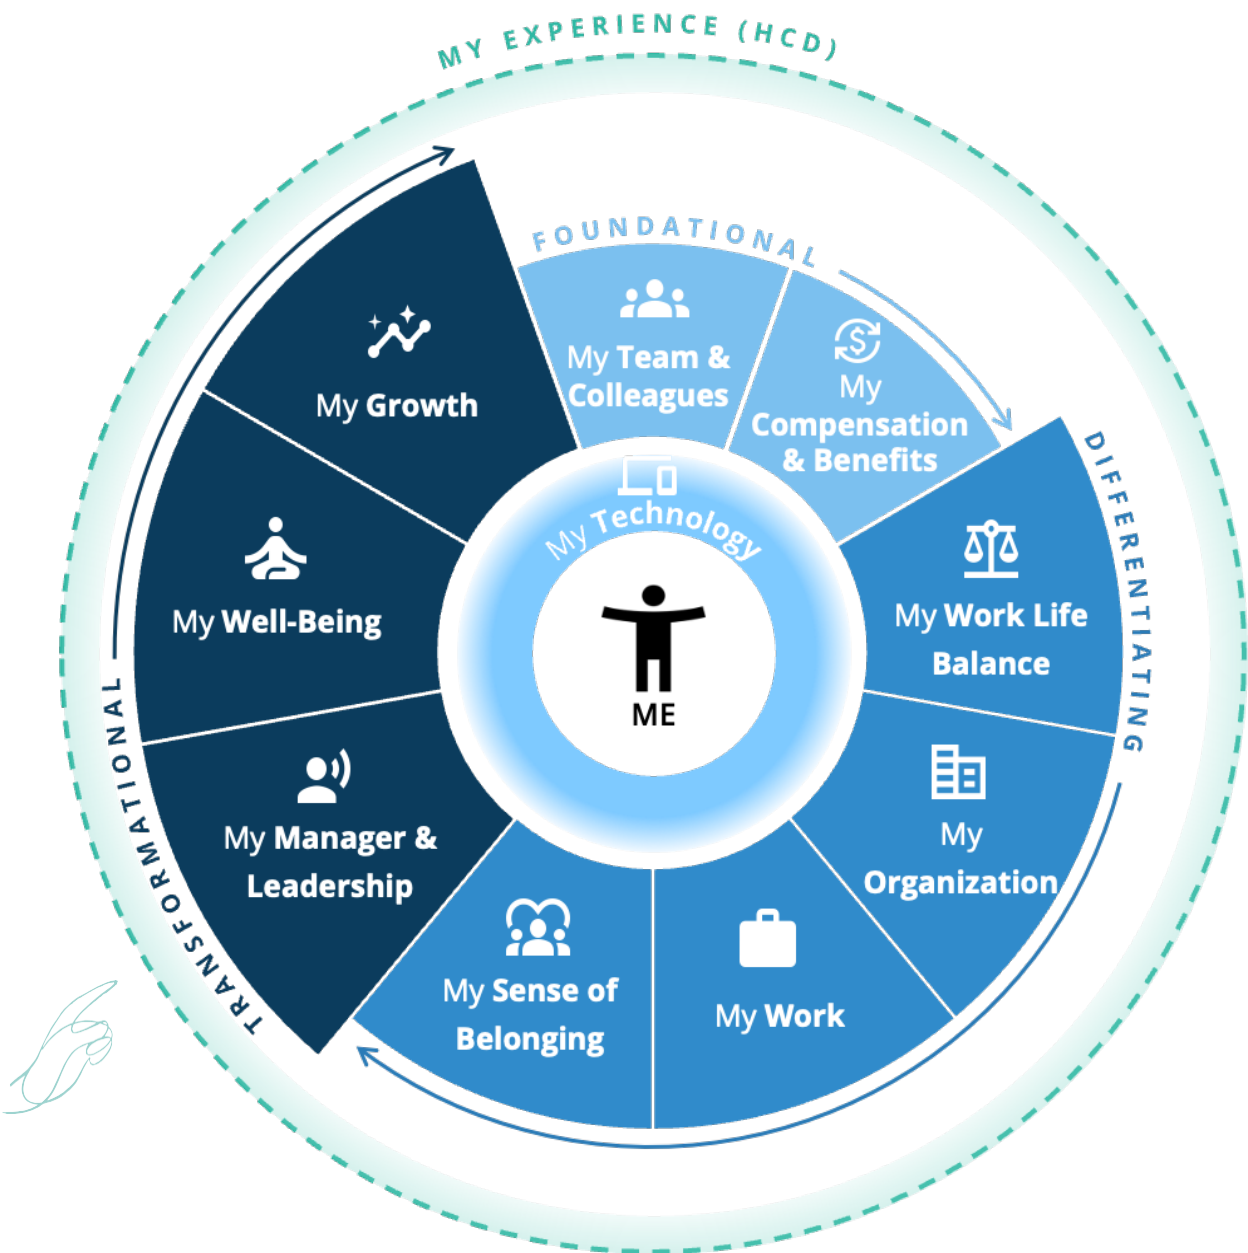 MY EXPERIENCE (HCD)
FOUNDATIONAL
My Team &
Colleagues
My
Compensation
& Benefits
DIFFERENTIATING
My Work Life
Balance
My
Organization
My Work
My Sense of
Belonging
TRANSFORMATIONAL
My Manager &
Leadership
My Well-Being
My Growth
My Technology
ME